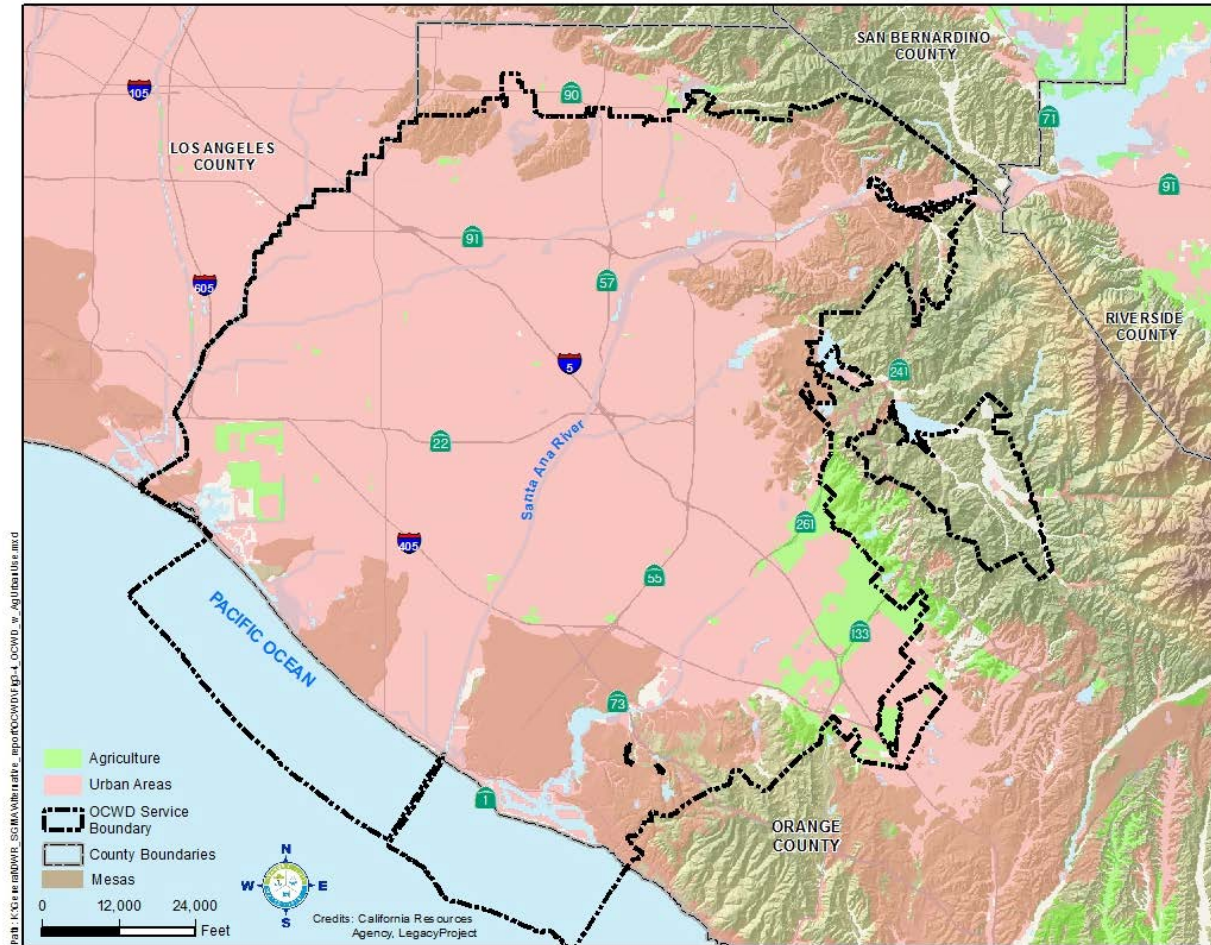 SAN BERNARDINO
COUNTY
105
90
71
LOS ANGELES
COUNTY
91
91
605
57
RIVERSIDE
COUNTY
5
241
22
Santa Ana River
261
405
55
PACIFIC OCEAN
133
73
1
ORANGE
COUNTY
Agriculture
Urban Areas
OCWD Service
Boundary
County Boundaries
Mesas
0 12,000 24,000
Feet
N
W E
S
Credits: California Resources
Agency, LegacyProject